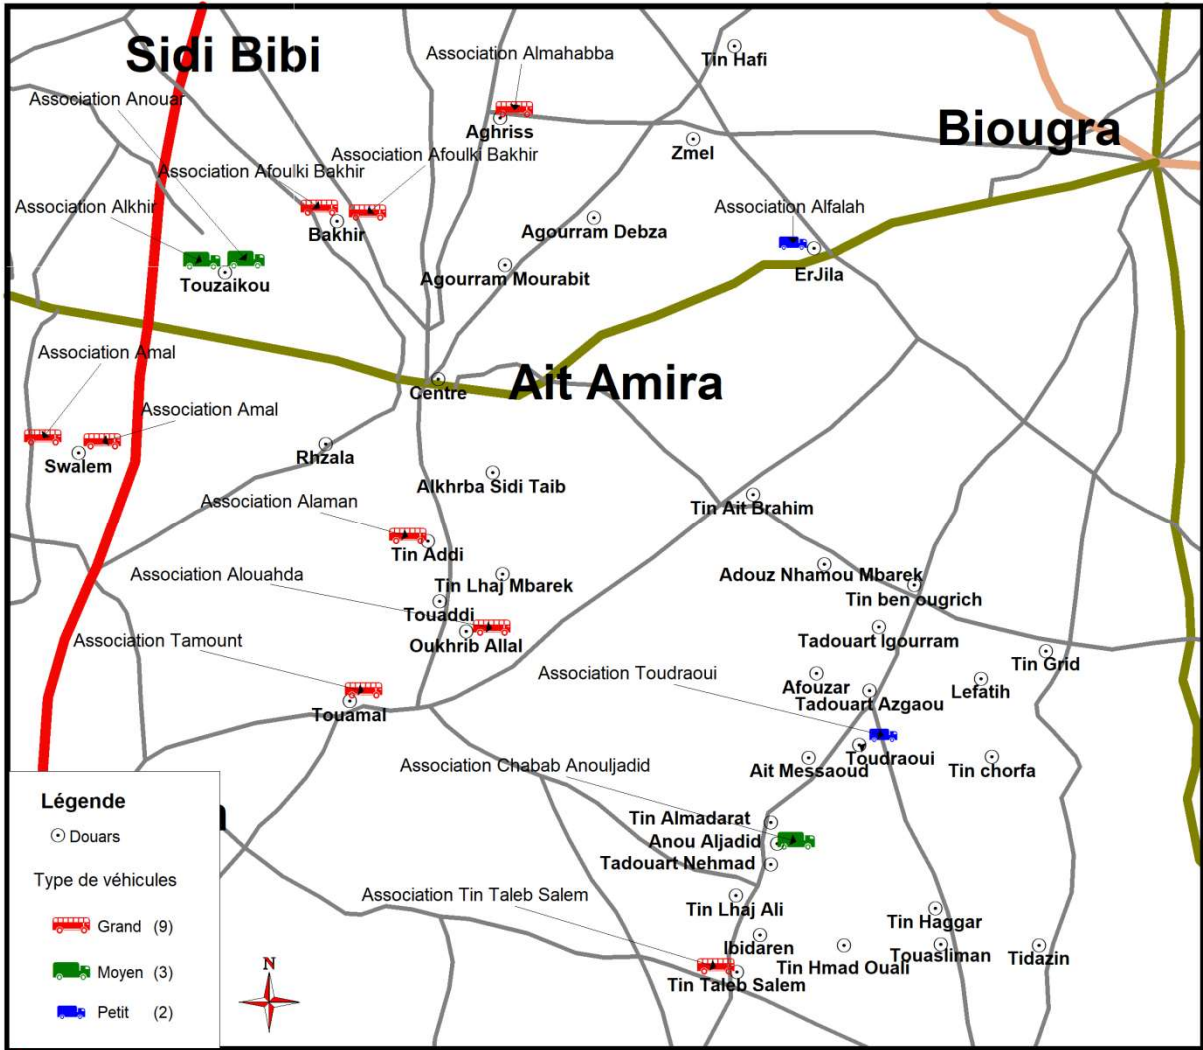 Sidi Bibi
Association Almahabba
Tin Hafi
Association Anouar
Aghriss
Biougra
Zmel
Association Afoulki Bakhir
Association Afoulki Bakhir
Association Alkhir
Association Alfalah
Bakhir
Agourram Debza
ErJila
Touzaikou
Agourram Mourabit
Association Amal
Ait Amira
Centre
Association Amal
Swalem
Rhzala
Alkhrba Sidi Taib
Association Alaman
Tin Ait Brahim
Tin Addi
Association Alouahda
Tin Lhaj Mbarek
Adouz Nhamou Mbarek
Tin ben ougrich
Touaddi
Association Tamount
Oukhrib Allal
Tadouart Igourram
Tin Grid
Association Toudraoui
Afouzar
Lefatih
Tadouart Azgaou
Touamal
Toudraoui
Association Chabab Anouljadid
Ait Messaoud
Tin chorfa
Tin Almadarat
Anou Aljadid
Tadouart Nehmad
Association Tin Taleb Salem
Tin Lhaj Ali
Tin Haggar
Ibidaren
Tin Hmad Ouali
Touasliman
Tidazin
Tin Taleb Salem
Légende
Douars
Type de véhicules
Grand (9)
Moyen (3)
Petit (2)
N